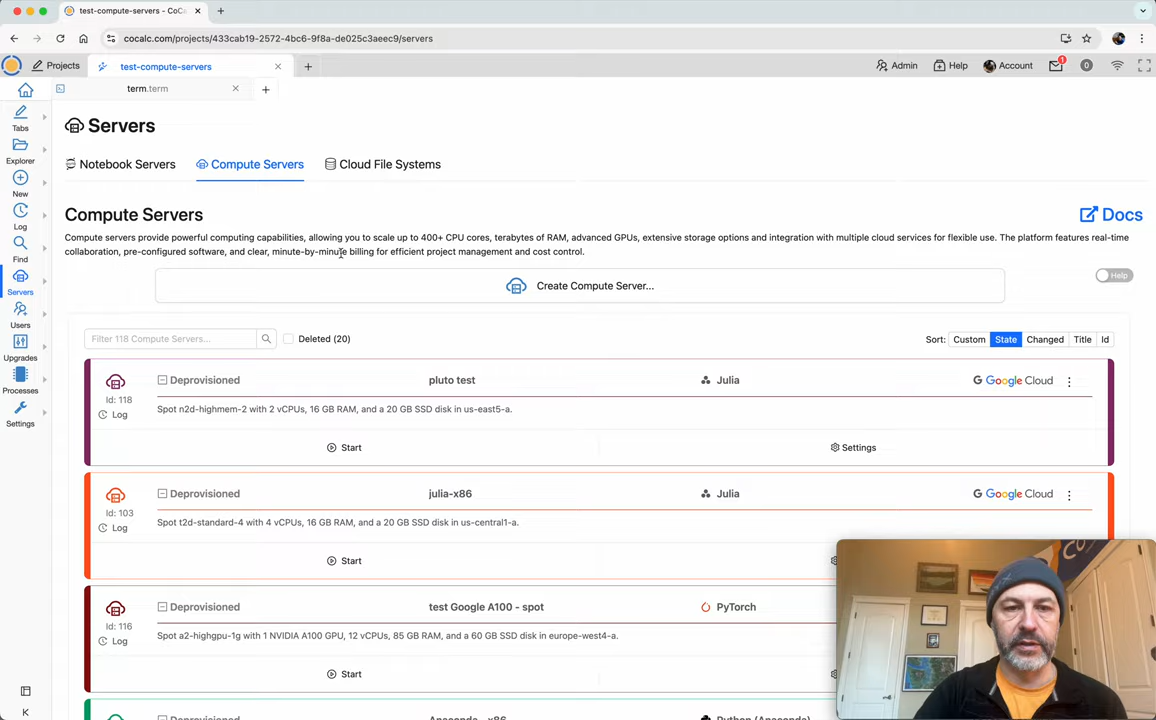 test-compute-servers - CoC
cocalc.com/projects/433cab19-2572-4bc6-9f8a-de025c3aeec9/servers
Projects
test-compute-servers
Admin
Help
Account
1
0
term.term
Tabs
Explorer
New
Log
Find
Servers
Users
Upgrades
Processes
Settings
Servers
Notebook Servers
Compute Servers
Cloud File Systems
Compute Servers
Docs
Compute servers provide powerful computing capabilities, allowing you to scale up to 400+ CPU cores, terabytes of RAM, advanced GPUs, extensive storage options and integration with multiple cloud services for flexible use. The platform features real-time
collaboration, pre-configured software, and clear, minute-by-minute billing for efficient project management and cost control.
Create Compute Server...
Help
Filter 118 Compute Servers...
Deleted (20)
Sort: Custom State Changed Title Id
Deprovisioned
pluto test
Julia
G Google Cloud
Id: 118
Log
Spot n2d-highmem-2 with 2 vCPUs, 16 GB RAM, and a 20 GB SSD disk in us-east5-a.
Start
Settings
Deprovisioned
julia-x86
Julia
G Google Cloud
Id: 103
Log
Spot t2d-standard-4 with 4 vCPUs, 16 GB RAM, and a 20 GB SSD disk in us-central1-a.
Start
Deprovisioned
test Google A100 - spot
PyTorch
Id: 116
Log
Spot a2-highgpu-1g with 1 NVIDIA A100 GPU, 12 vCPUs, 85 GB RAM, and a 60 GB SSD disk in europe-west4-a.
Start